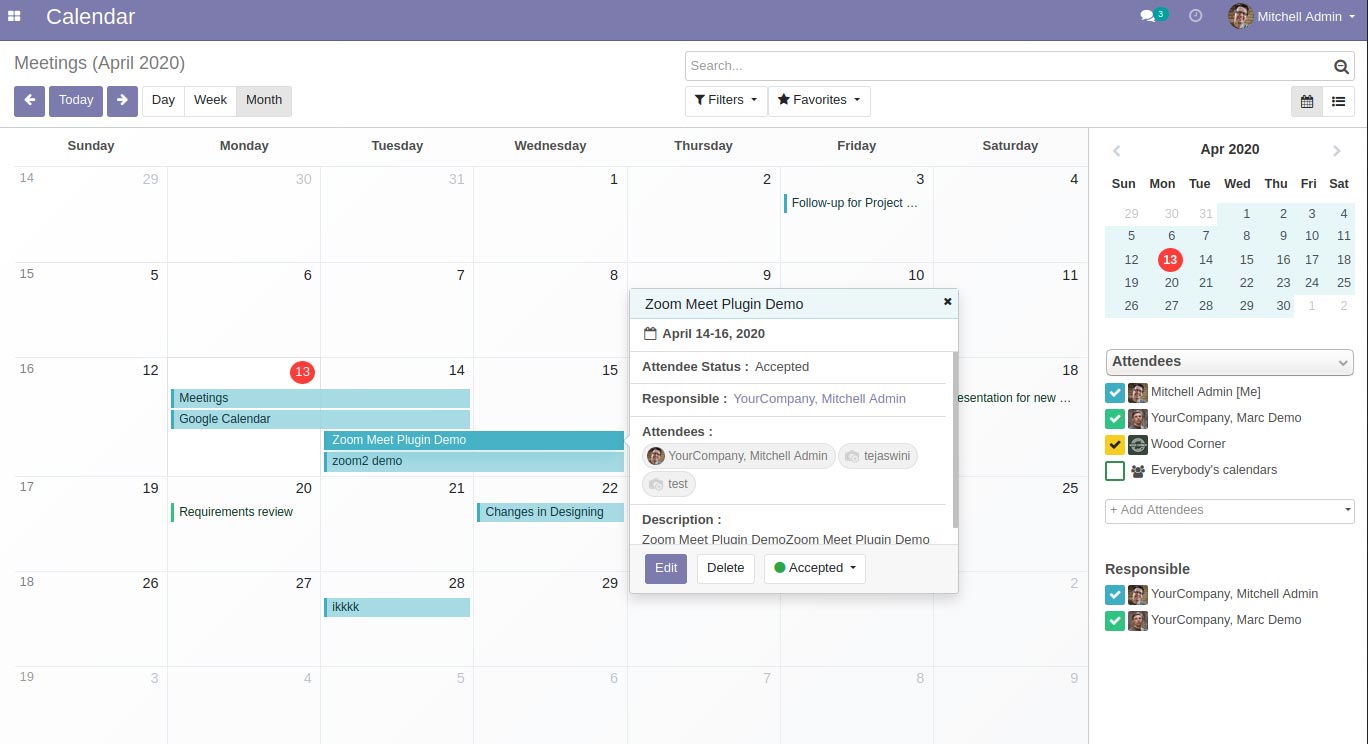 Calendar
3
Mitchell Admin
Meetings (April 2020)
Search...
Today
Day Week Month
Filters Favorites
Sunday Monday Tuesday Wednesday Thursday Friday Saturday
14 29 30 31 1 2 3 4
Follow-up for Project ...
15 5 6 7 8 9 10 11
16 12 13 14 15 18
Meetings
esentation for new ...
Google Calendar
Zoom Meet Plugin Demo
zoom2 demo
17 19 20 21 22 25
Requirements review
Changes in Designing
18 26 27 28 29 2
ikkkk
19 3 4 5 6 7 8 9
Zoom Meet Plugin Demo
April 14-16, 2020
Attendee Status : Accepted
Responsible : YourCompany, Mitchell Admin
Attendees :
YourCompany, Mitchell Admin tejaswini
test
Description :
Zoom Meet Plugin DemoZoom Meet Plugin Demo
Edit Delete Accepted
Apr 2020
Sun Mon Tue Wed Thu Fri Sat
29 30 31 1 2 3 4
5 6 7 8 9 10 11
12 13 14 15 16 17 18
19 20 21 22 23 24 25
26 27 28 29 30 1 2
Attendees
Mitchell Admin [Me]
YourCompany, Marc Demo
Wood Corner
Everybody's calendars
+ Add Attendees
Responsible
YourCompany, Mitchell Admin
YourCompany, Marc Demo